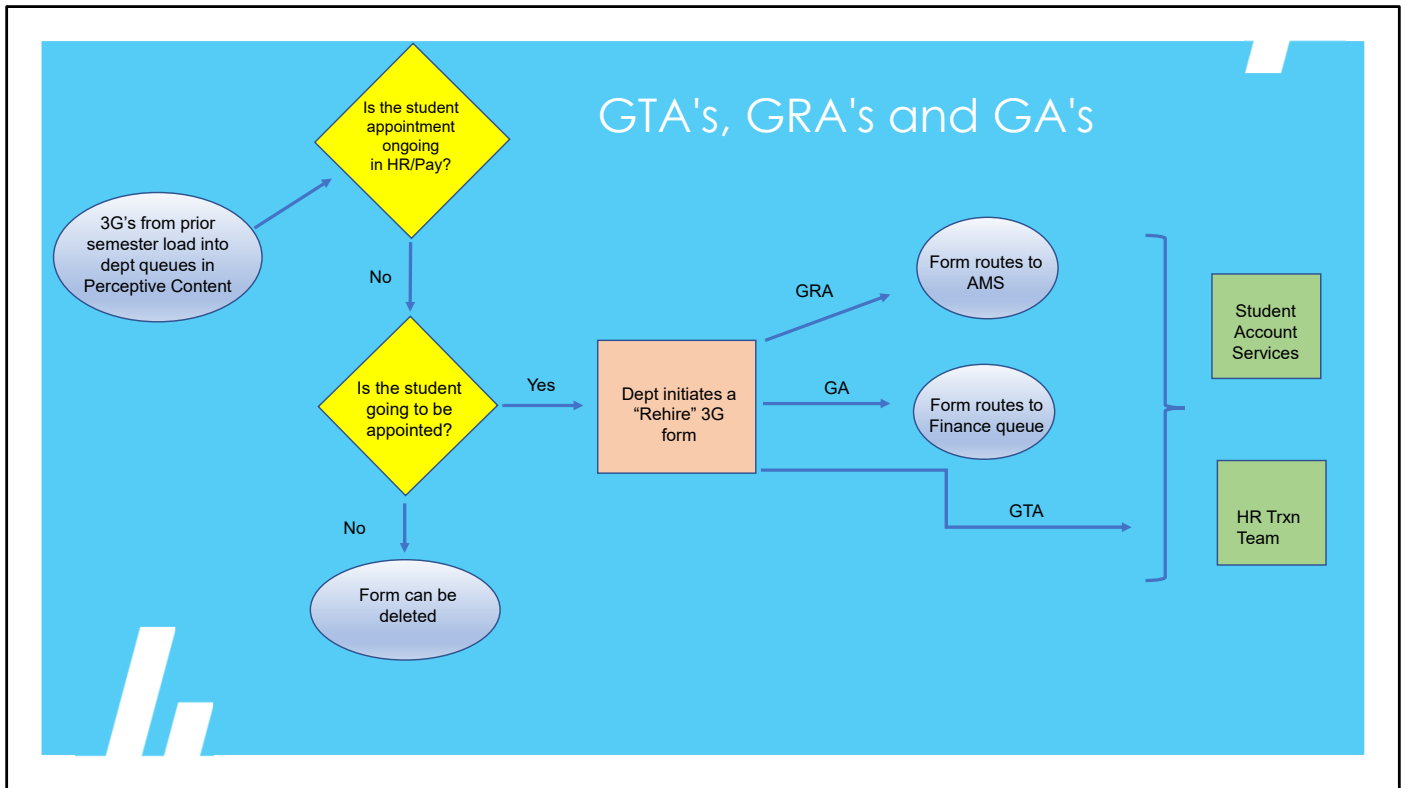 GTA's, GRA's and GA's
Is the student
appointment
ongoing
in HR/Pay?
3G’s from prior
semester load into
dept queues in
Perceptive Content
No
Is the student
going to be
appointed?
Yes
No
Form can be
deleted
Dept initiates a
“Rehire” 3G
form
GRA
Form routes to
AMS
GA
Form routes to
Finance queue
GTA
Student
Account
Services
HR Trxn
Team